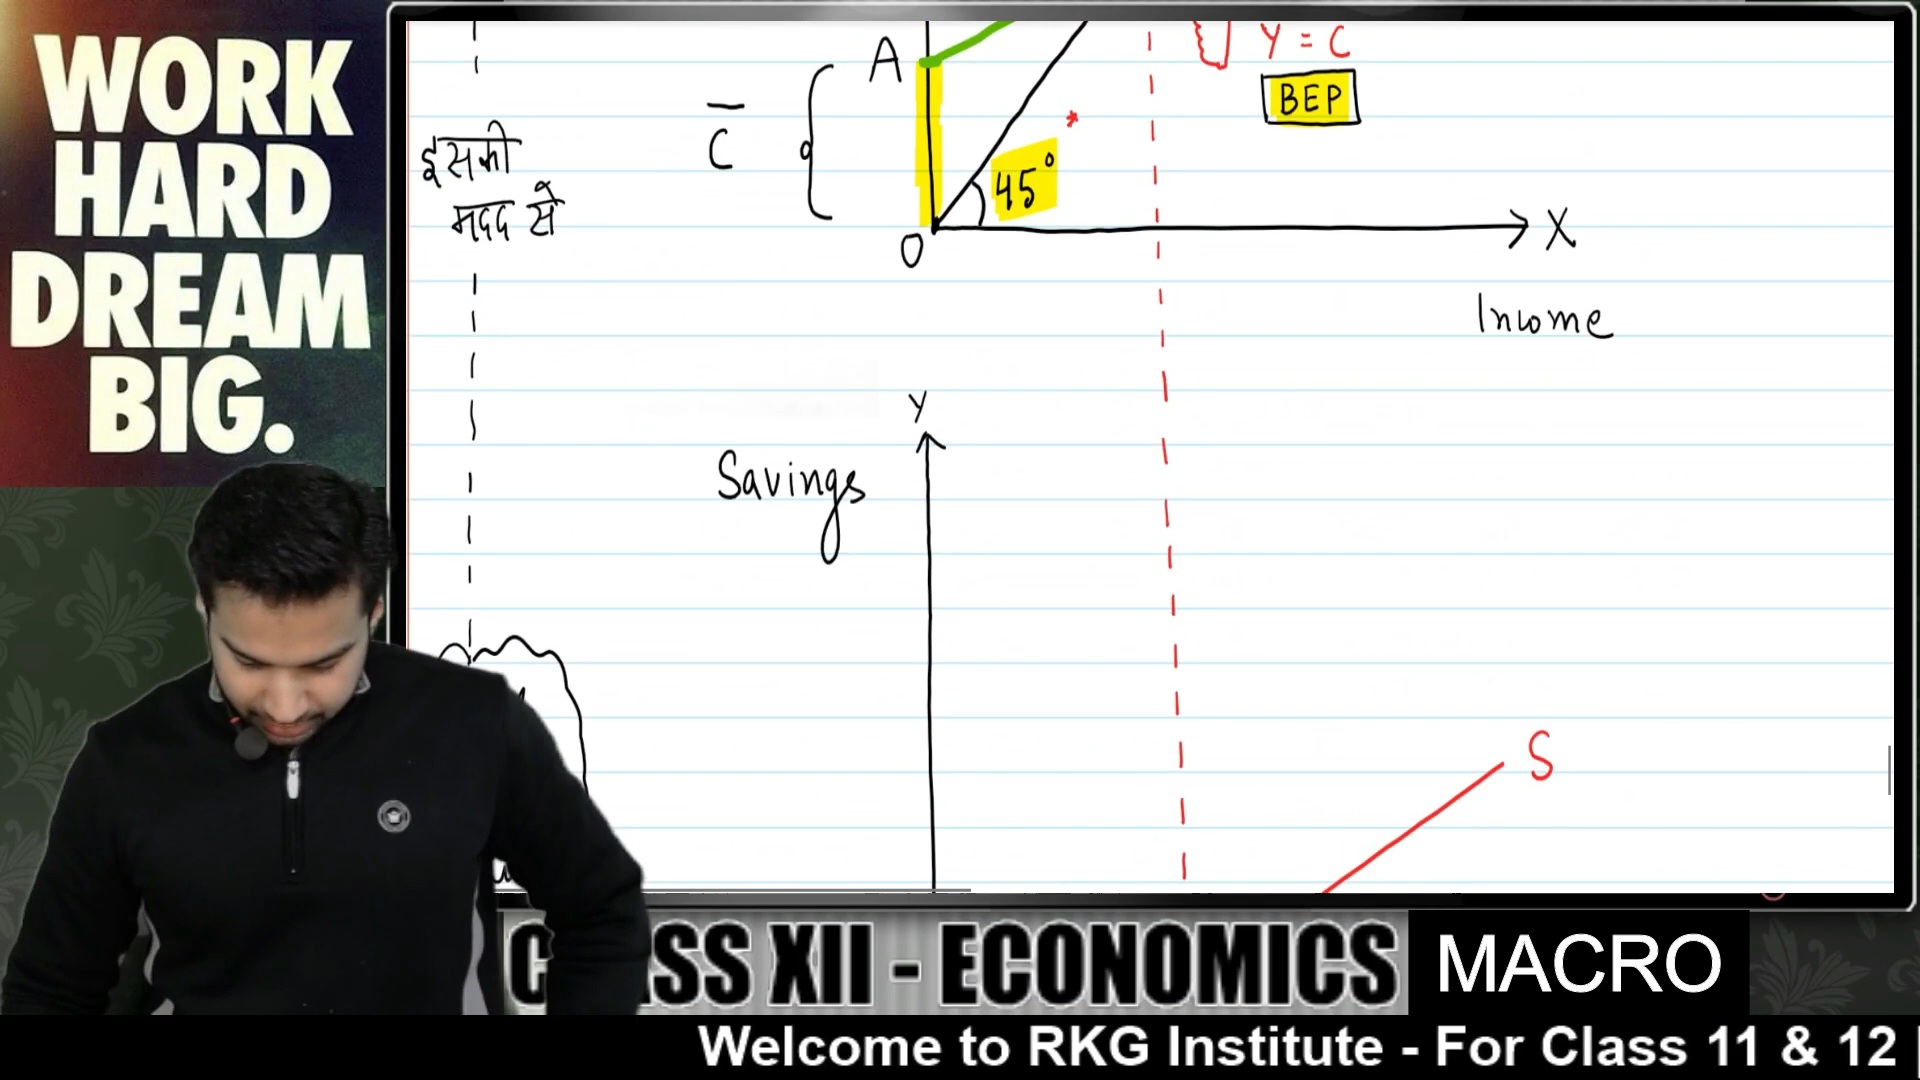 WORK
HARD
DREAM
BIG.
A
Y = C
BEP
C̅
इसकी
मदद से
45°
*
O
X
Income
Y
Savings
S
CLASS XII - ECONOMICS
MACRO
Welcome to RKG Institute - For Class 11 & 12 |